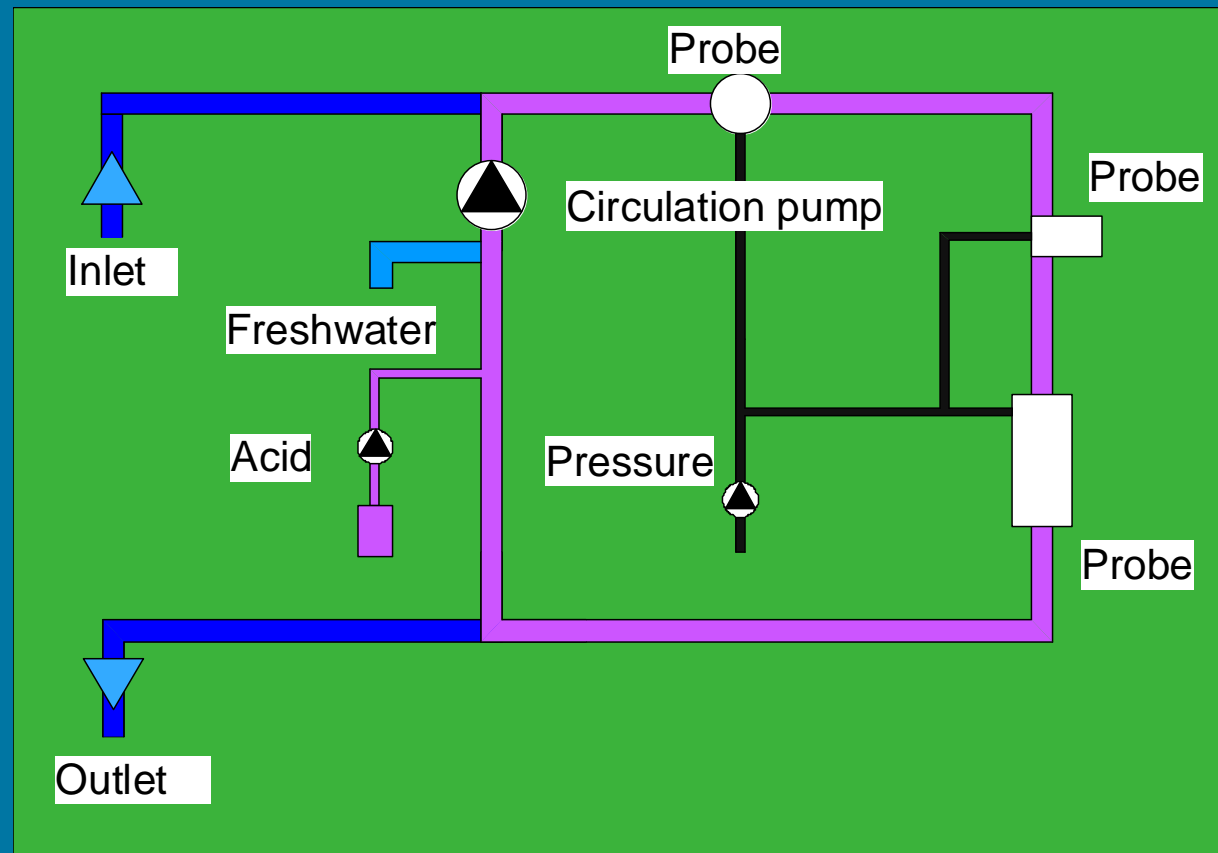 Probe
Probe
Circulation pump
Inlet
Freshwater
Acid
Pressure
Probe
Outlet